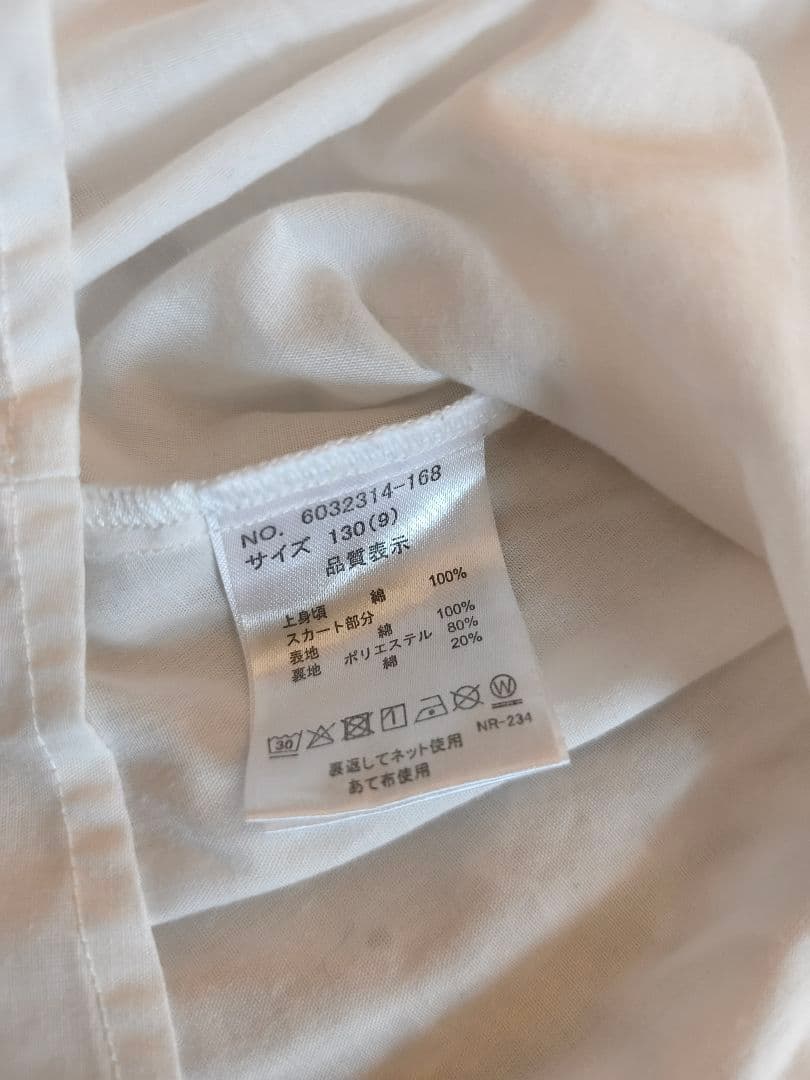 NO. 6032314-168
サイズ 130(9)
品質表示
上身頃 綿 100%
スカート部分
表地 綿 100%
裏地 ポリエステル 80%
綿 20%
30
W
NR-234
裏返してネット使用
あて布使用